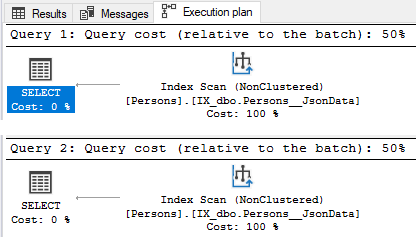 Results Messages Execution plan
Query 1: Query cost (relative to the batch): 50%
SELECT
Cost: 0 %
Index Scan (NonClustered)
[Persons].[IX_dbo.Persons__JsonData]
Cost: 100 %
Query 2: Query cost (relative to the batch): 50%
SELECT
Cost: 0 %
Index Scan (NonClustered)
[Persons].[IX_dbo.Persons__JsonData]
Cost: 100 %